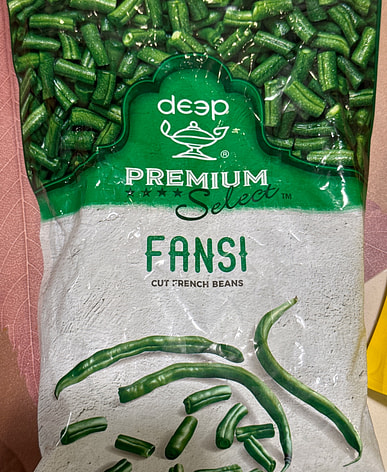 deep
®
PREMIUM
Select ™
FANSI
CUT FRENCH BEANS